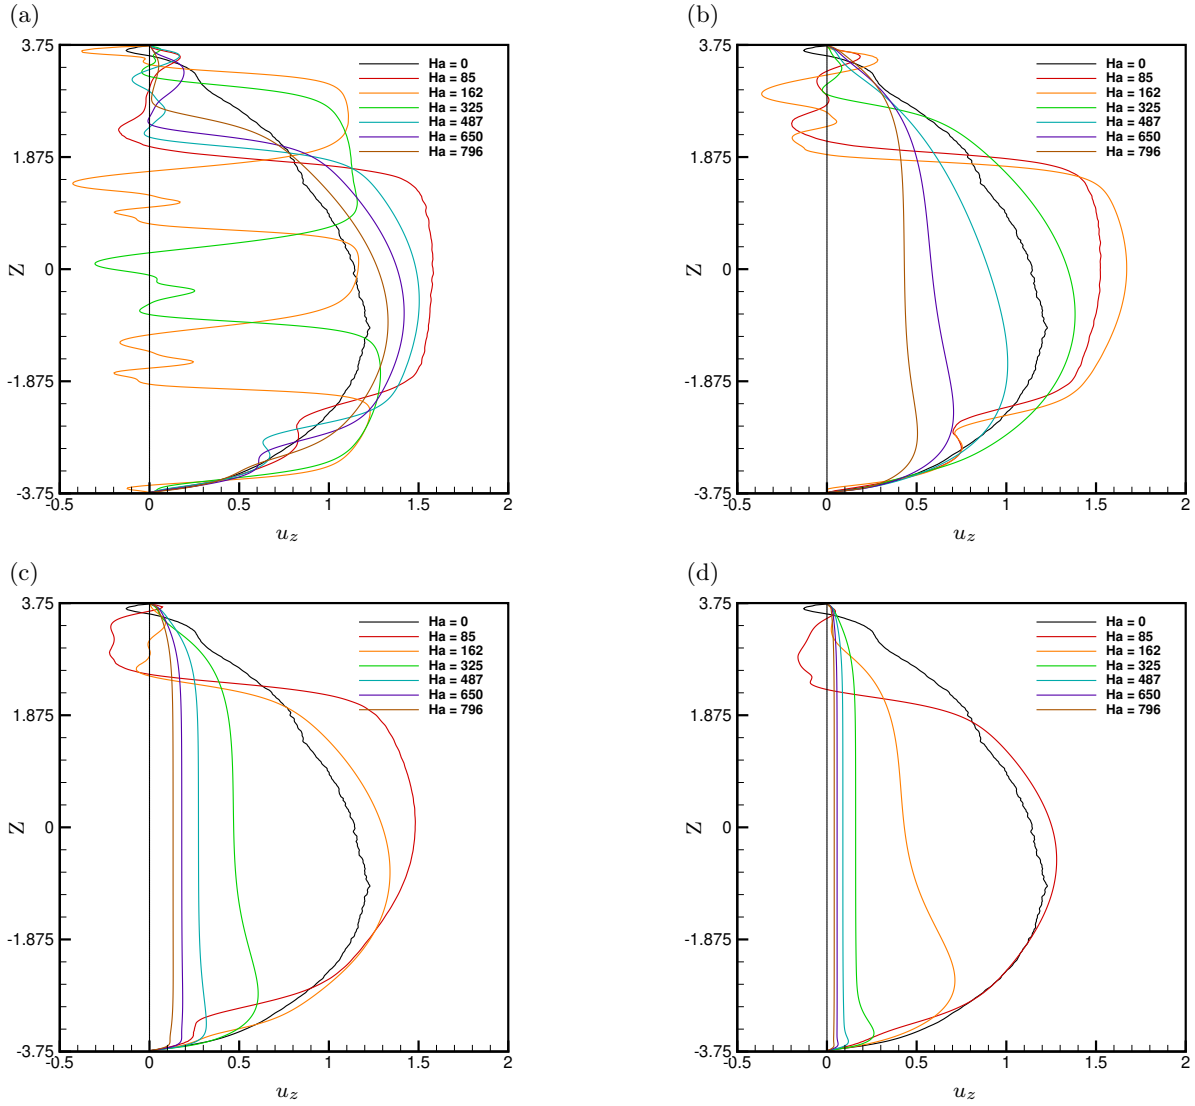 (a)
3.75
1.875
0
-1.875
-3.75
Z
Ha = 0
Ha = 85
Ha = 162
Ha = 325
Ha = 487
Ha = 650
Ha = 796
-0.5
0
0.5
1
1.5
2
u_z
(b)
3.75
1.875
0
-1.875
-3.75
Z
Ha = 0
Ha = 85
Ha = 162
Ha = 325
Ha = 487
Ha = 650
Ha = 796
-0.5
0
0.5
1
1.5
2
u_z
(c)
3.75
1.875
0
-1.875
-3.75
Z
Ha = 0
Ha = 85
Ha = 162
Ha = 325
Ha = 487
Ha = 650
Ha = 796
-0.5
0
0.5
1
1.5
2
u_z
(d)
3.75
1.875
0
-1.875
-3.75
Z
Ha = 0
Ha = 85
Ha = 162
Ha = 325
Ha = 487
Ha = 650
Ha = 796
-0.5
0
0.5
1
1.5
2
u_z